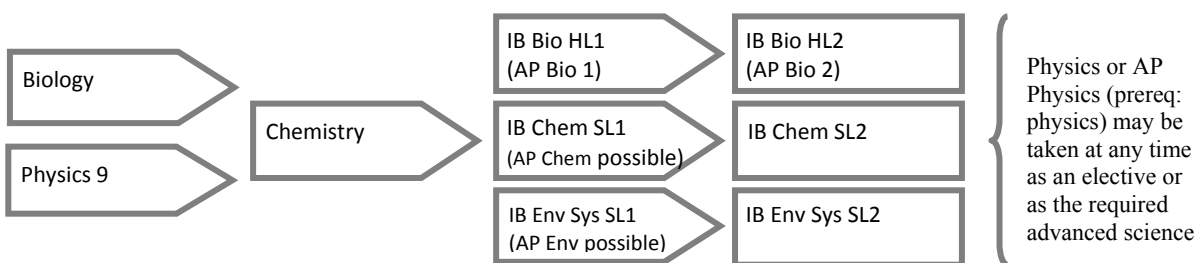 Biology
Physics 9
Chemistry
IB Bio HL1
(AP Bio 1)
IB Chem SL1
(AP Chem possible)
IB Env Sys SL1
(AP Env possible)
IB Bio HL2
(AP Bio 2)
IB Chem SL2
IB Env Sys SL2
Physics or AP
Physics (prereq:
physics) may be
taken at any time
as an elective or
as the required
advanced science